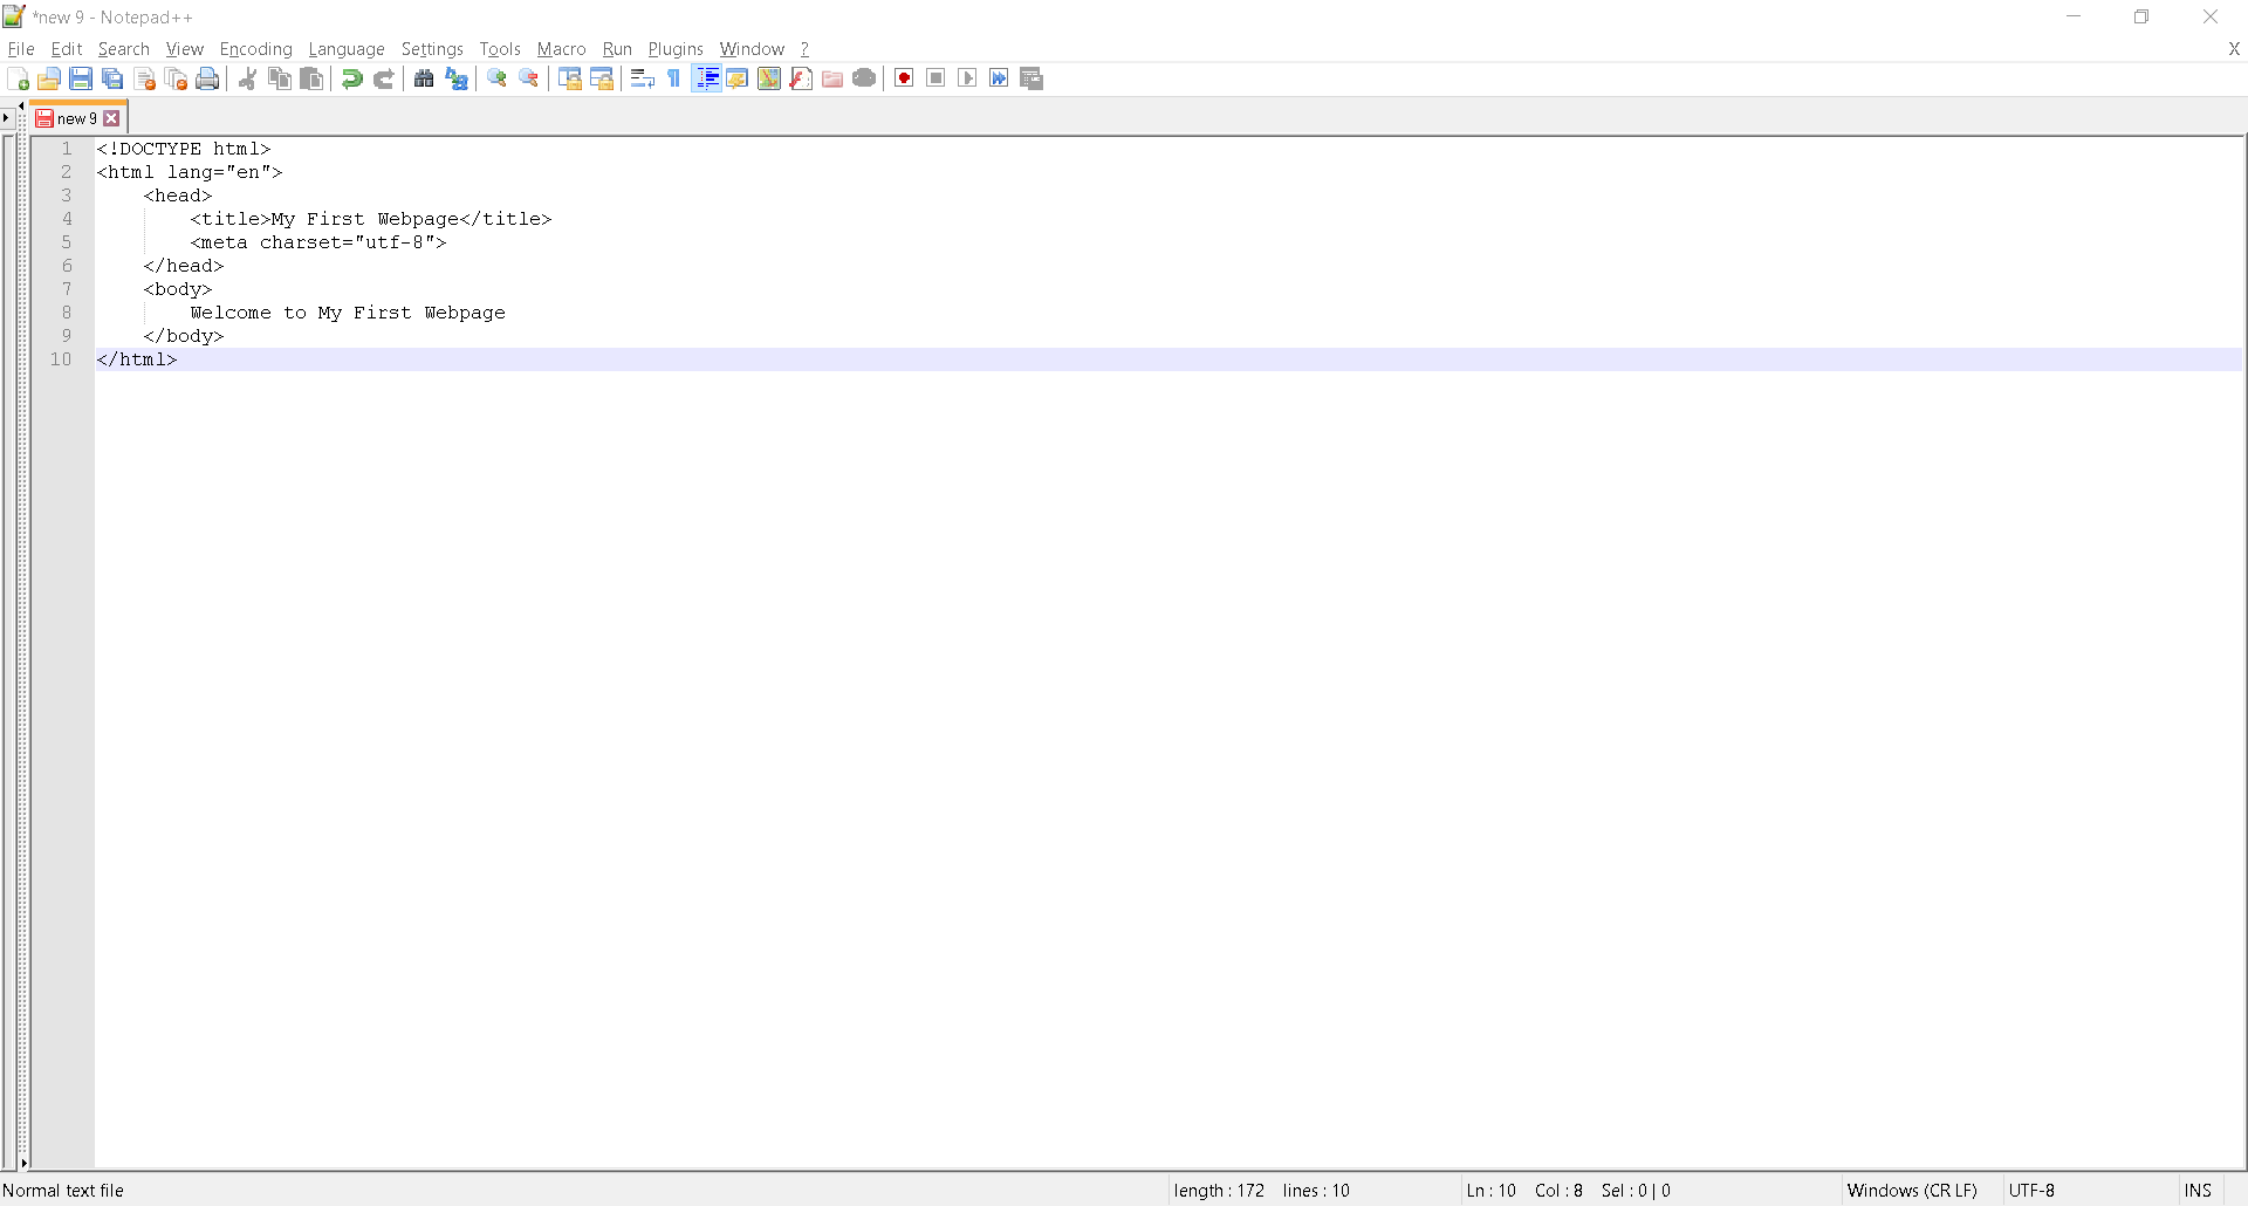 *new 9 - Notepad++
File Edit Search View Encoding Language Settings Tools Macro Run Plugins Window ? X
new 9
1 <!DOCTYPE html>
2 <html lang="en">
3     <head>
4         <title>My First Webpage</title>
5         <meta charset="utf-8">
6     </head>
7     <body>
8         Welcome to My First Webpage
9     </body>
10 </html>
Normal text file length : 172 lines : 10 Ln : 10 Col : 8 Sel : 0 | 0 Windows (CR LF) UTF-8 INS